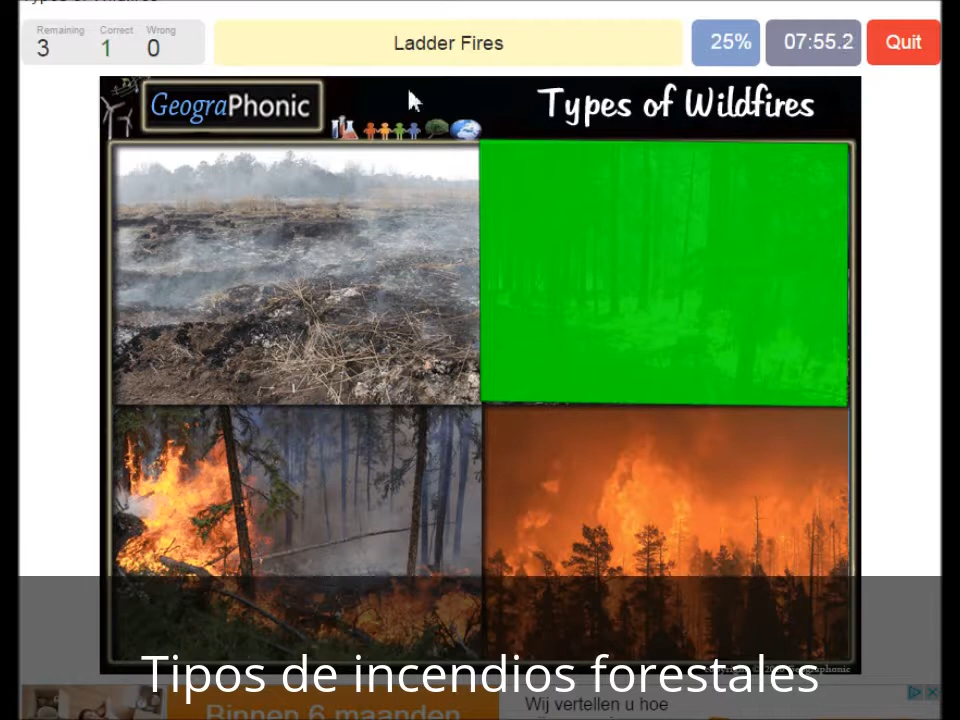 Remaining
3
Correct
1
Wrong
0
Ladder Fires
25%
07:55.2
Quit
GeograPhonic
Types of Wildfires
Tipos de incendios forestales
Binnen 6 maanden
Wij vertellen u hoe